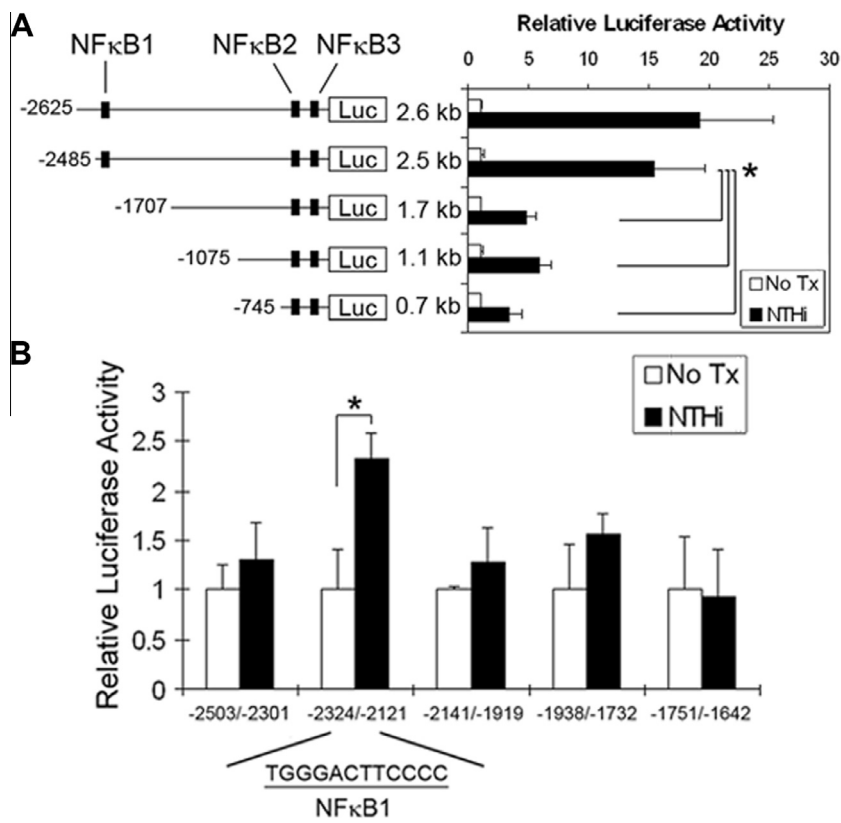 A
Relative Luciferase Activity
NFκB1 NFκB2 NFκB3
0 5 10 15 20 25 30
-2625 Luc 2.6 kb
-2485 Luc 2.5 kb
*
-1707 Luc 1.7 kb
-1075 Luc 1.1 kb
No Tx
-745 Luc 0.7 kb
NTHi
B
No Tx
NTHi
Relative Luciferase Activity
3
2.5
2
1.5
1
0.5
0
*
-2503/-2301 -2324/-2121 -2141/-1919 -1938/-1732 -1751/-1642
TGGGACTTCCCC
NFκB1